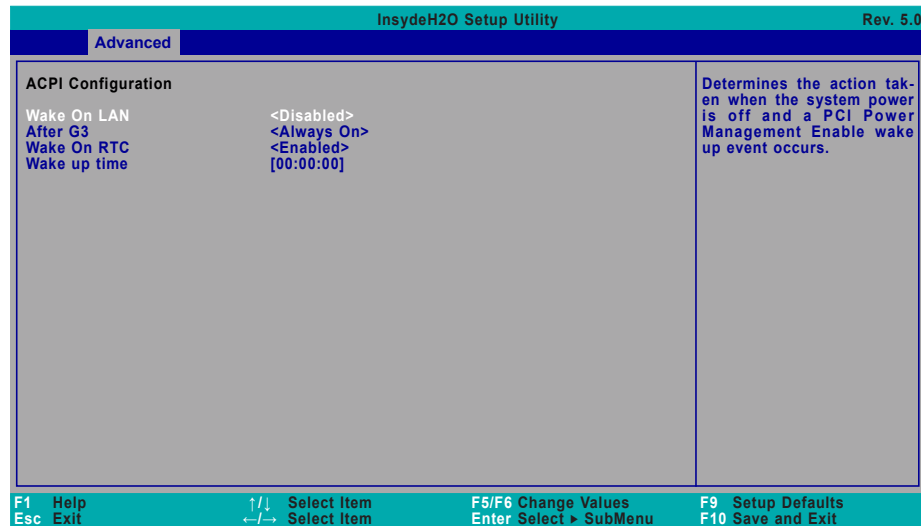 InsydeH2O Setup Utility Rev. 5.0
Advanced
ACPI Configuration
Wake On LAN <Disabled>
After G3 <Always On>
Wake On RTC <Enabled>
Wake up time [00:00:00]
Determines the action tak-
en when the system power
is off and a PCI Power
Management Enable wake
up event occurs.
F1 Help ↑/↓ Select Item F5/F6 Change Values F9 Setup Defaults
Esc Exit ←/→ Select Item Enter Select ▶ SubMenu F10 Save and Exit